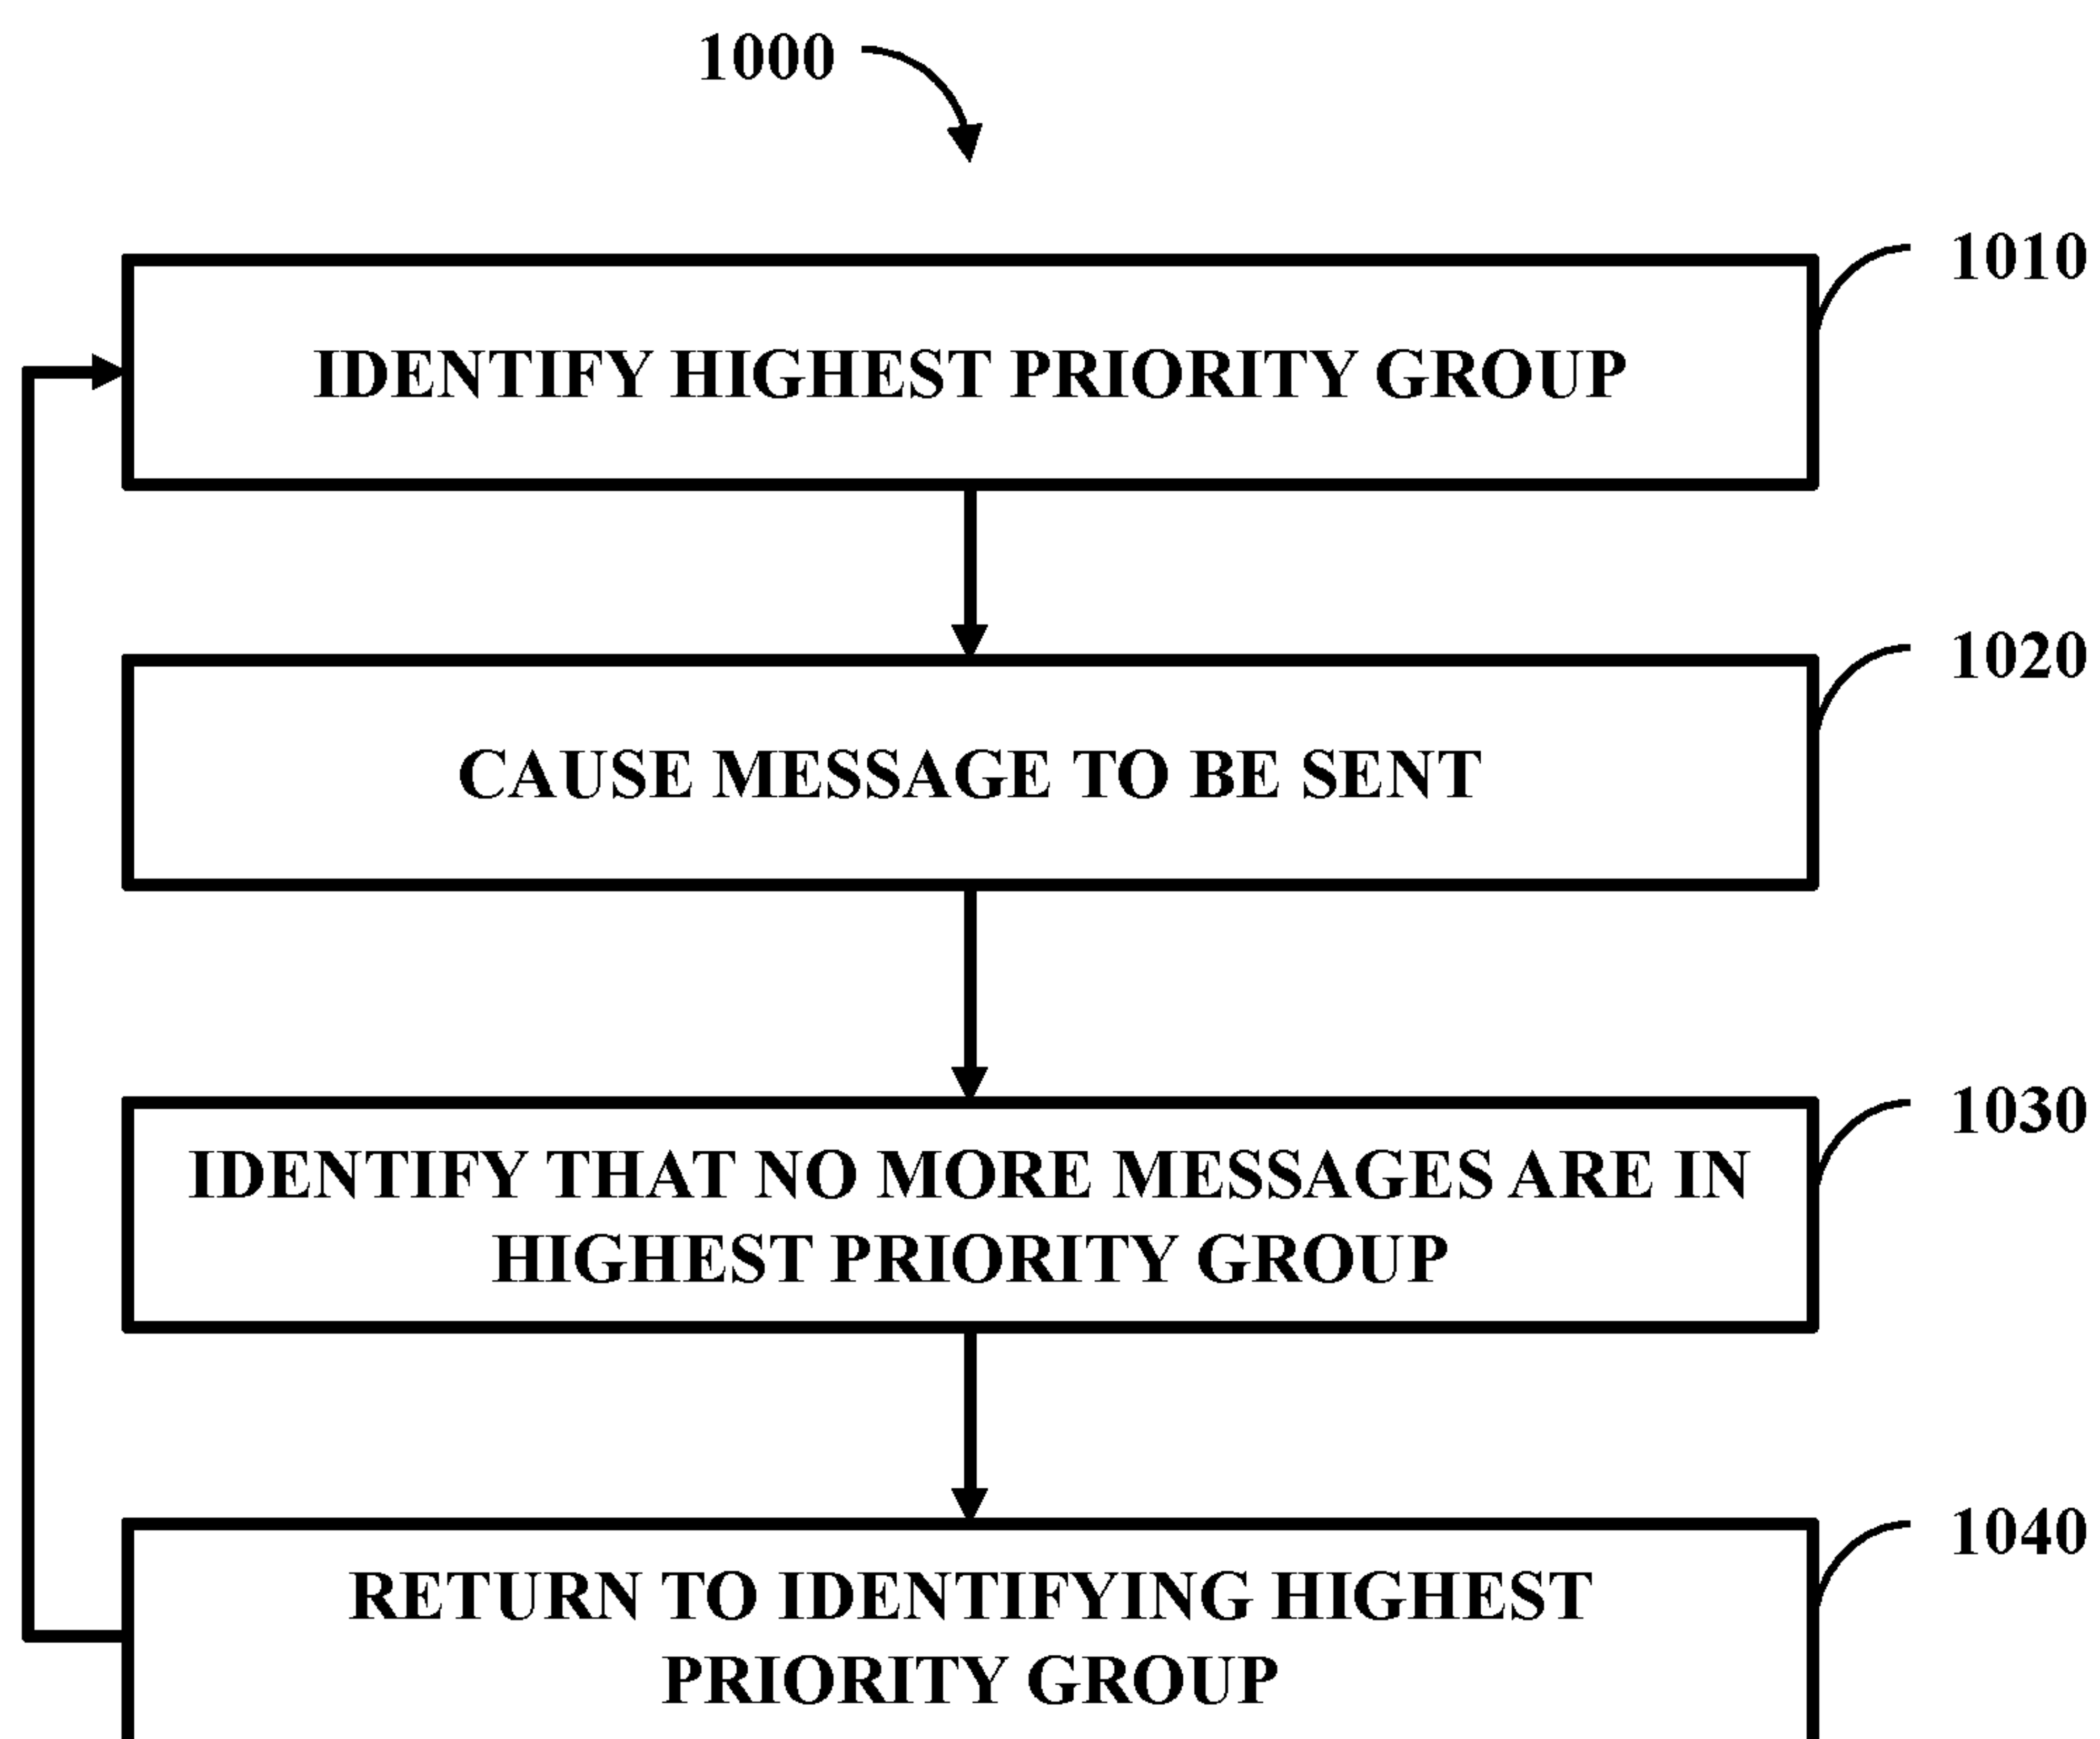 1000
1010
IDENTIFY HIGHEST PRIORITY GROUP
1020
CAUSE MESSAGE TO BE SENT
1030
IDENTIFY THAT NO MORE MESSAGES ARE IN
HIGHEST PRIORITY GROUP
1040
RETURN TO IDENTIFYING HIGHEST
PRIORITY GROUP